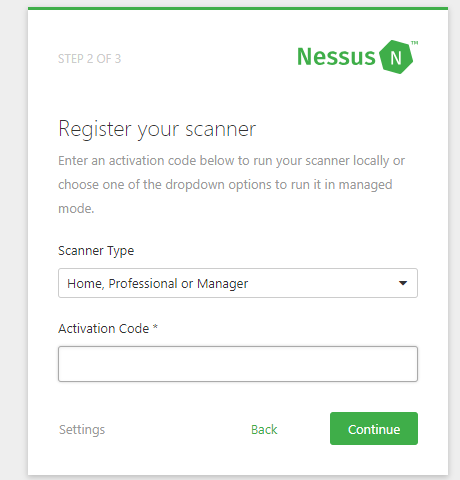 STEP 2 OF 3
Nessus N ™
Register your scanner
Enter an activation code below to run your scanner locally or
choose one of the dropdown options to run it in managed
mode.
Scanner Type
Home, Professional or Manager
Activation Code *
Settings Back Continue